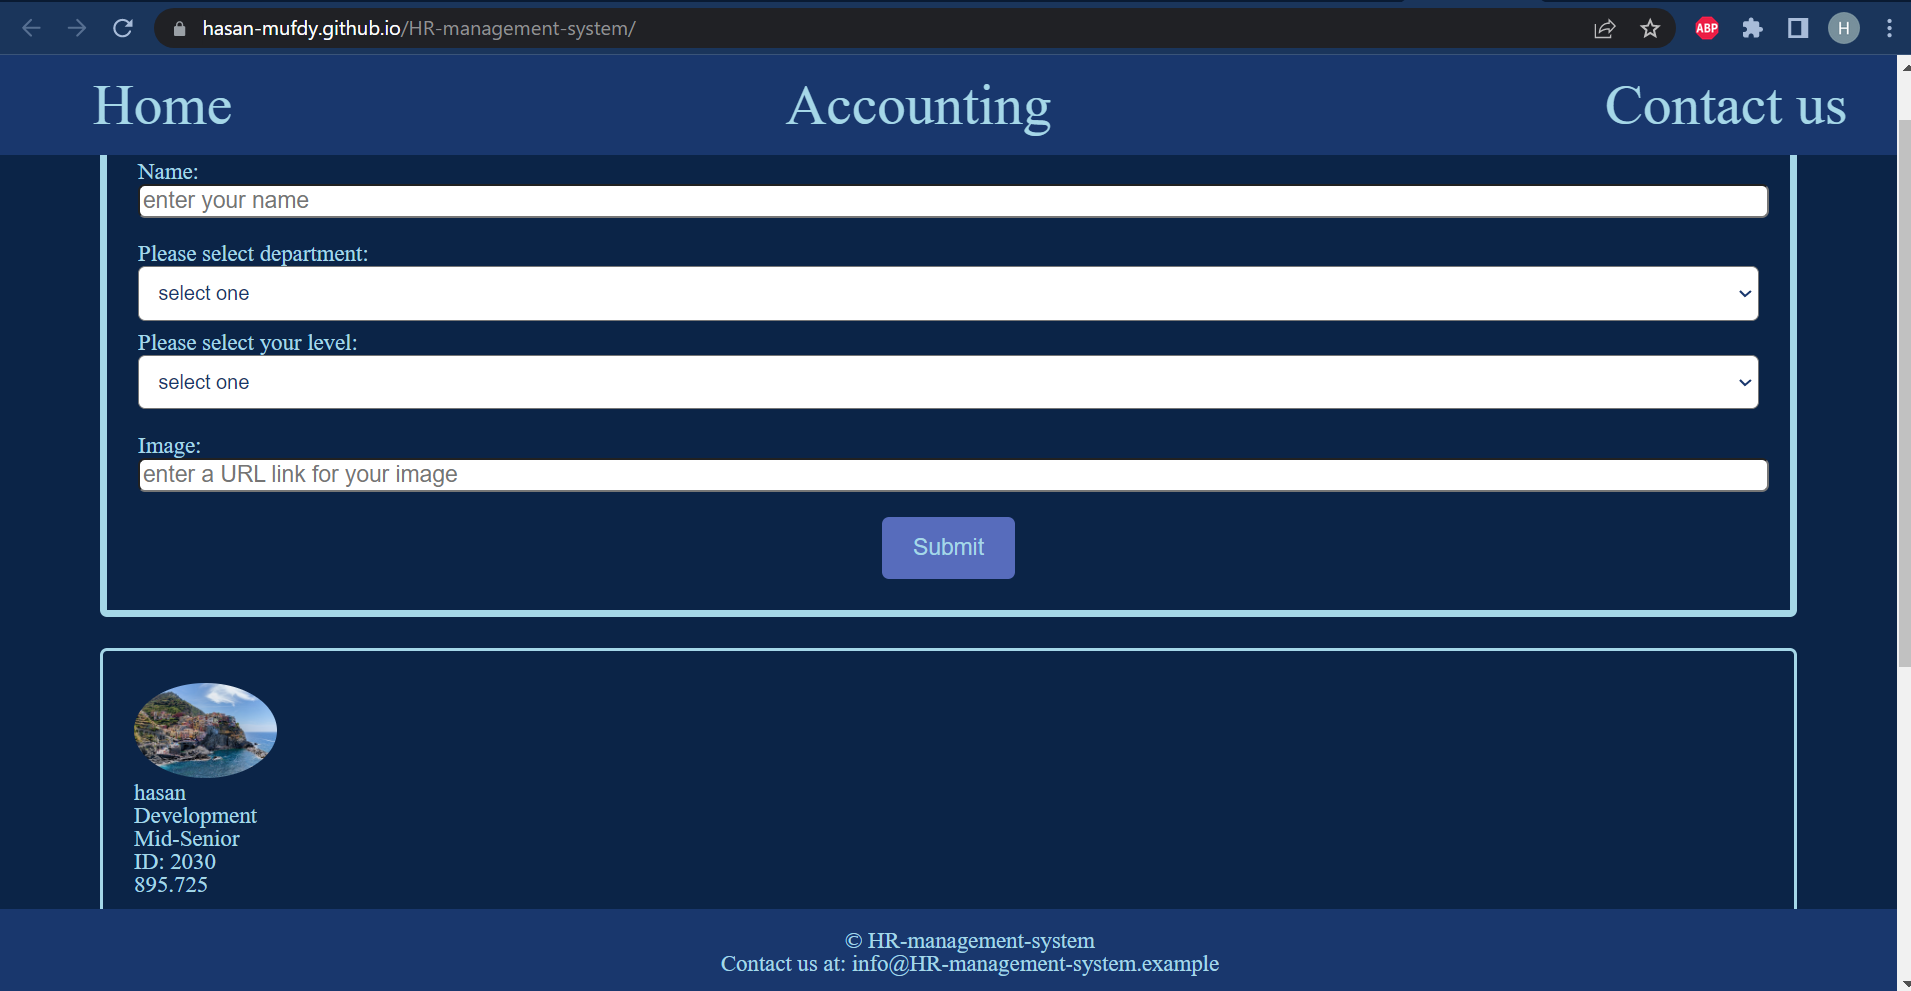 hasan-mufdy.github.io/HR-management-system/
ABP
H
Home
Accounting
Contact us
Name:
enter your name
Please select department:
select one
Please select your level:
select one
Image:
enter a URL link for your image
Submit
hasan
Development
Mid-Senior
ID: 2030
895.725
© HR-management-system
Contact us at: info@HR-management-system.example